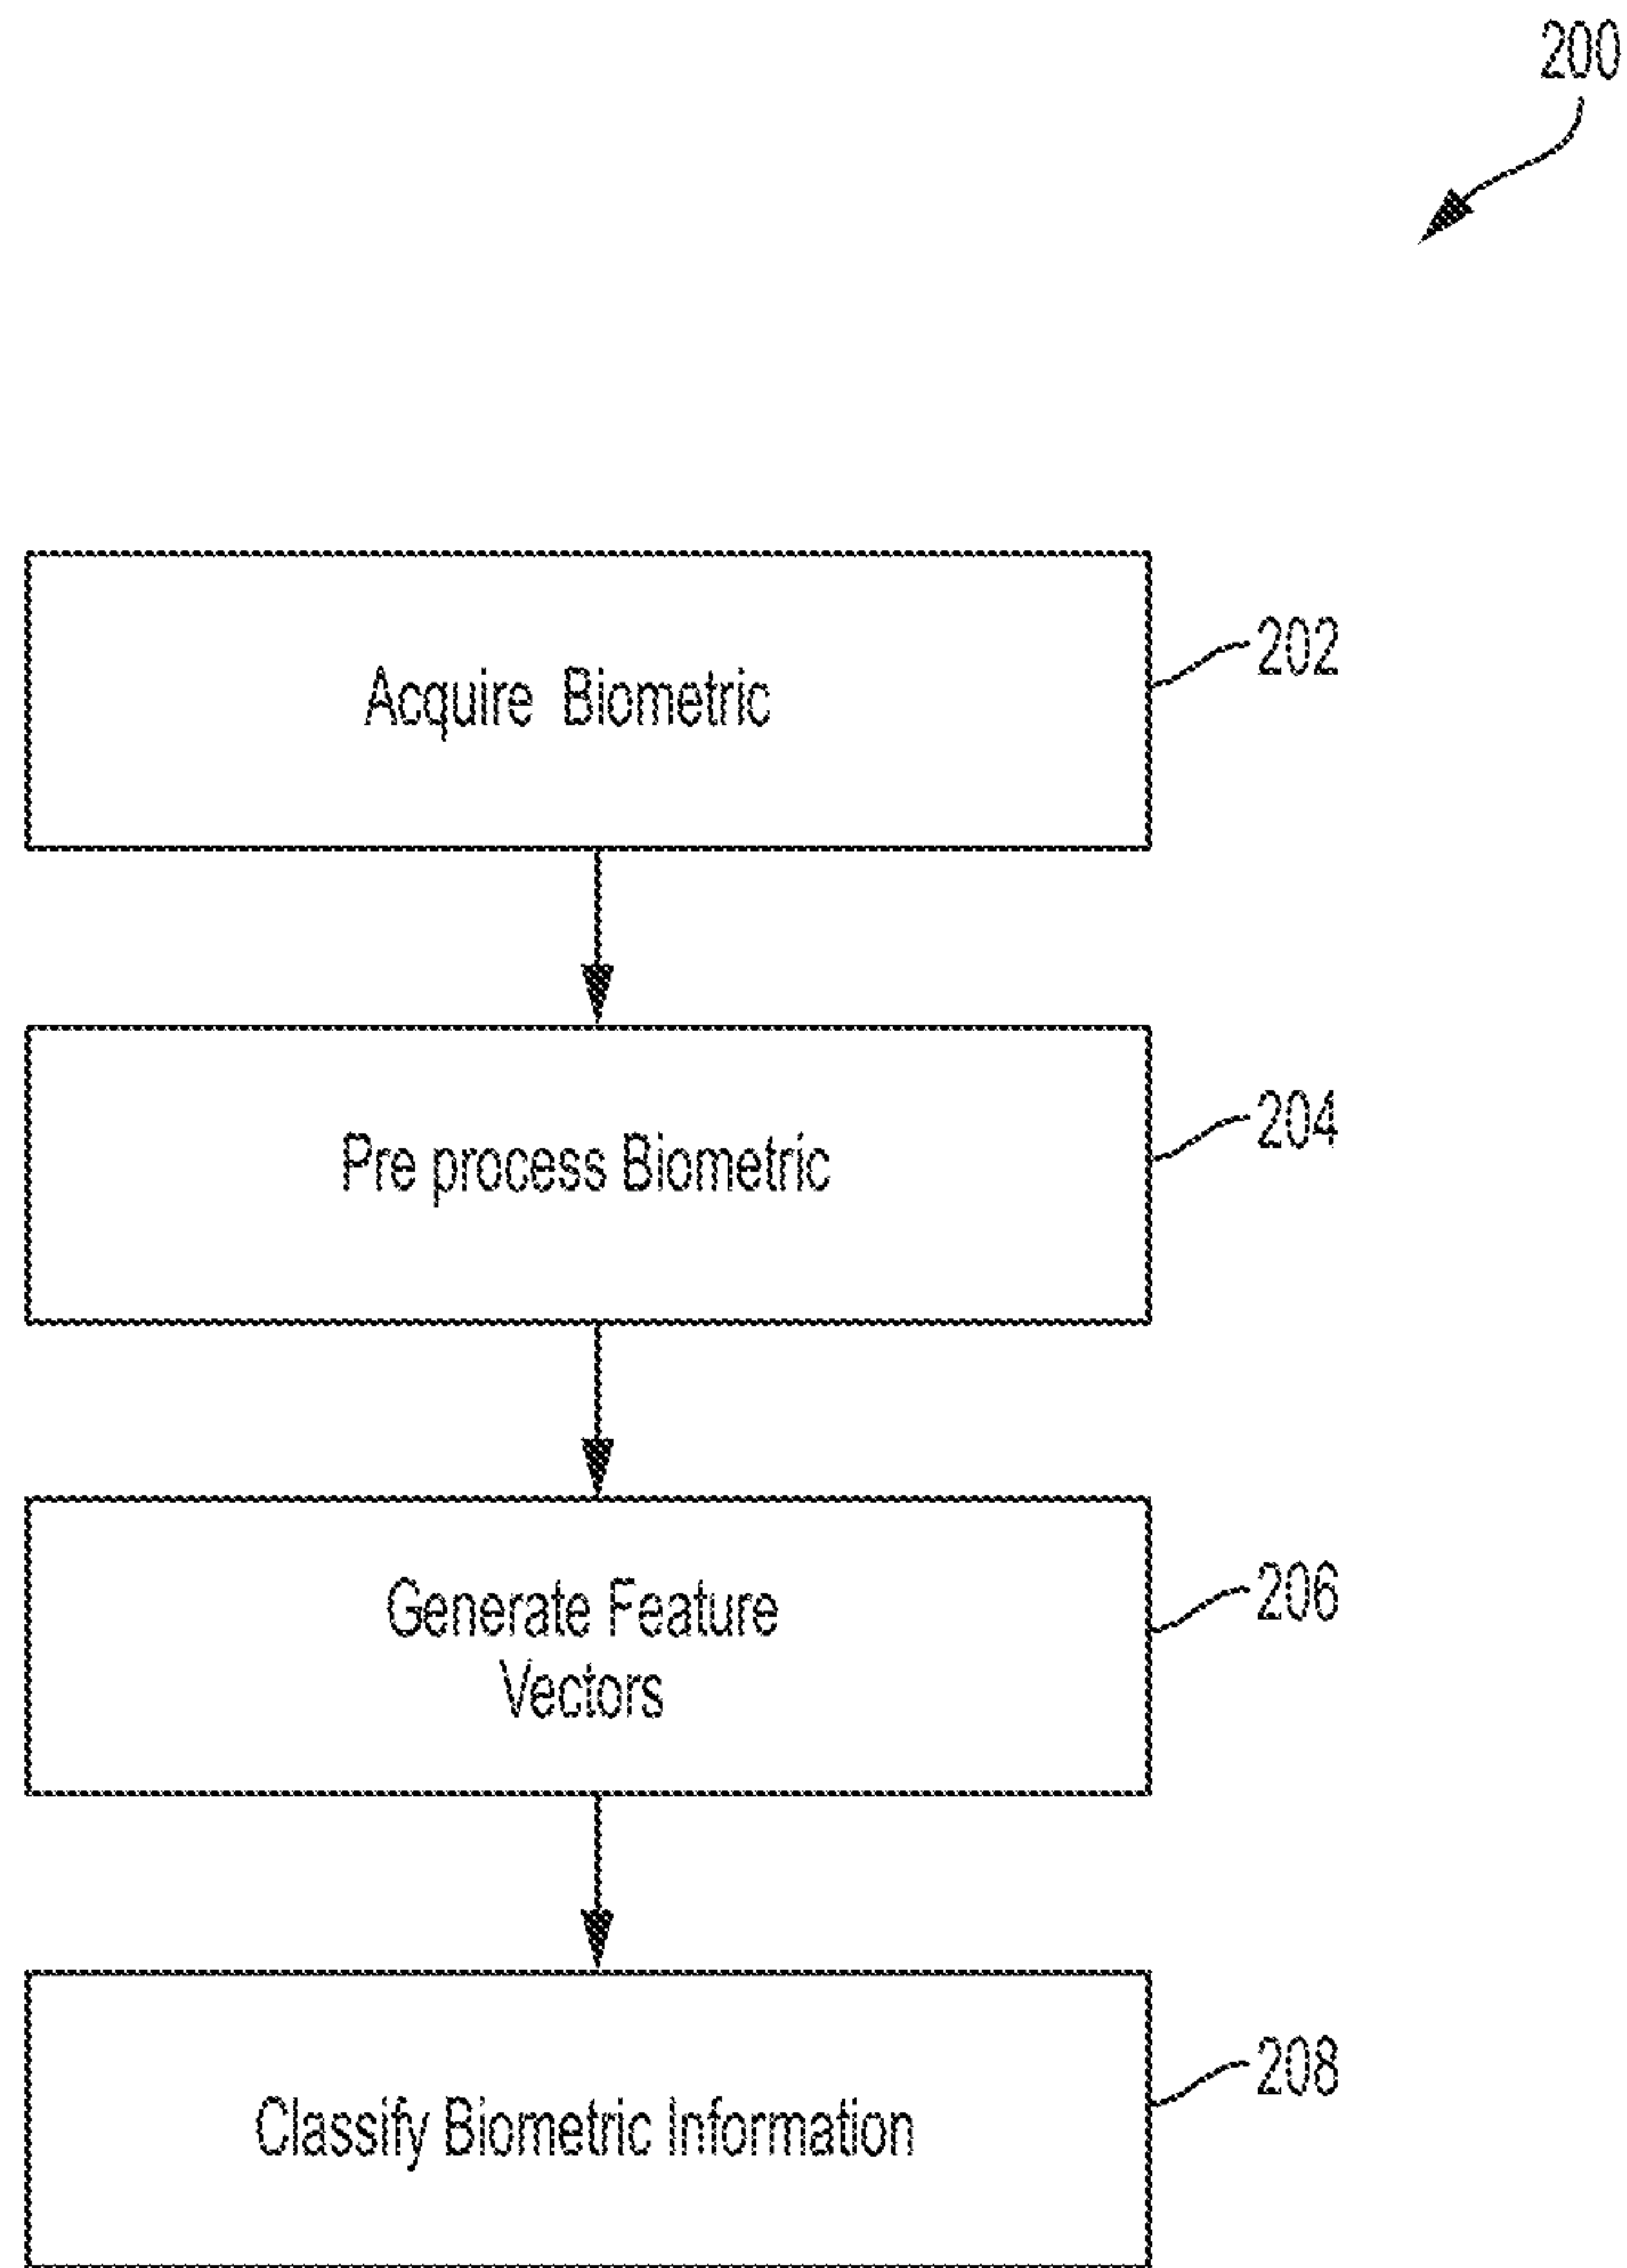 200
Acquire Biometric
202
Pre process Biometric
204
Generate Feature
Vectors
206
Classify Biometric Information
208